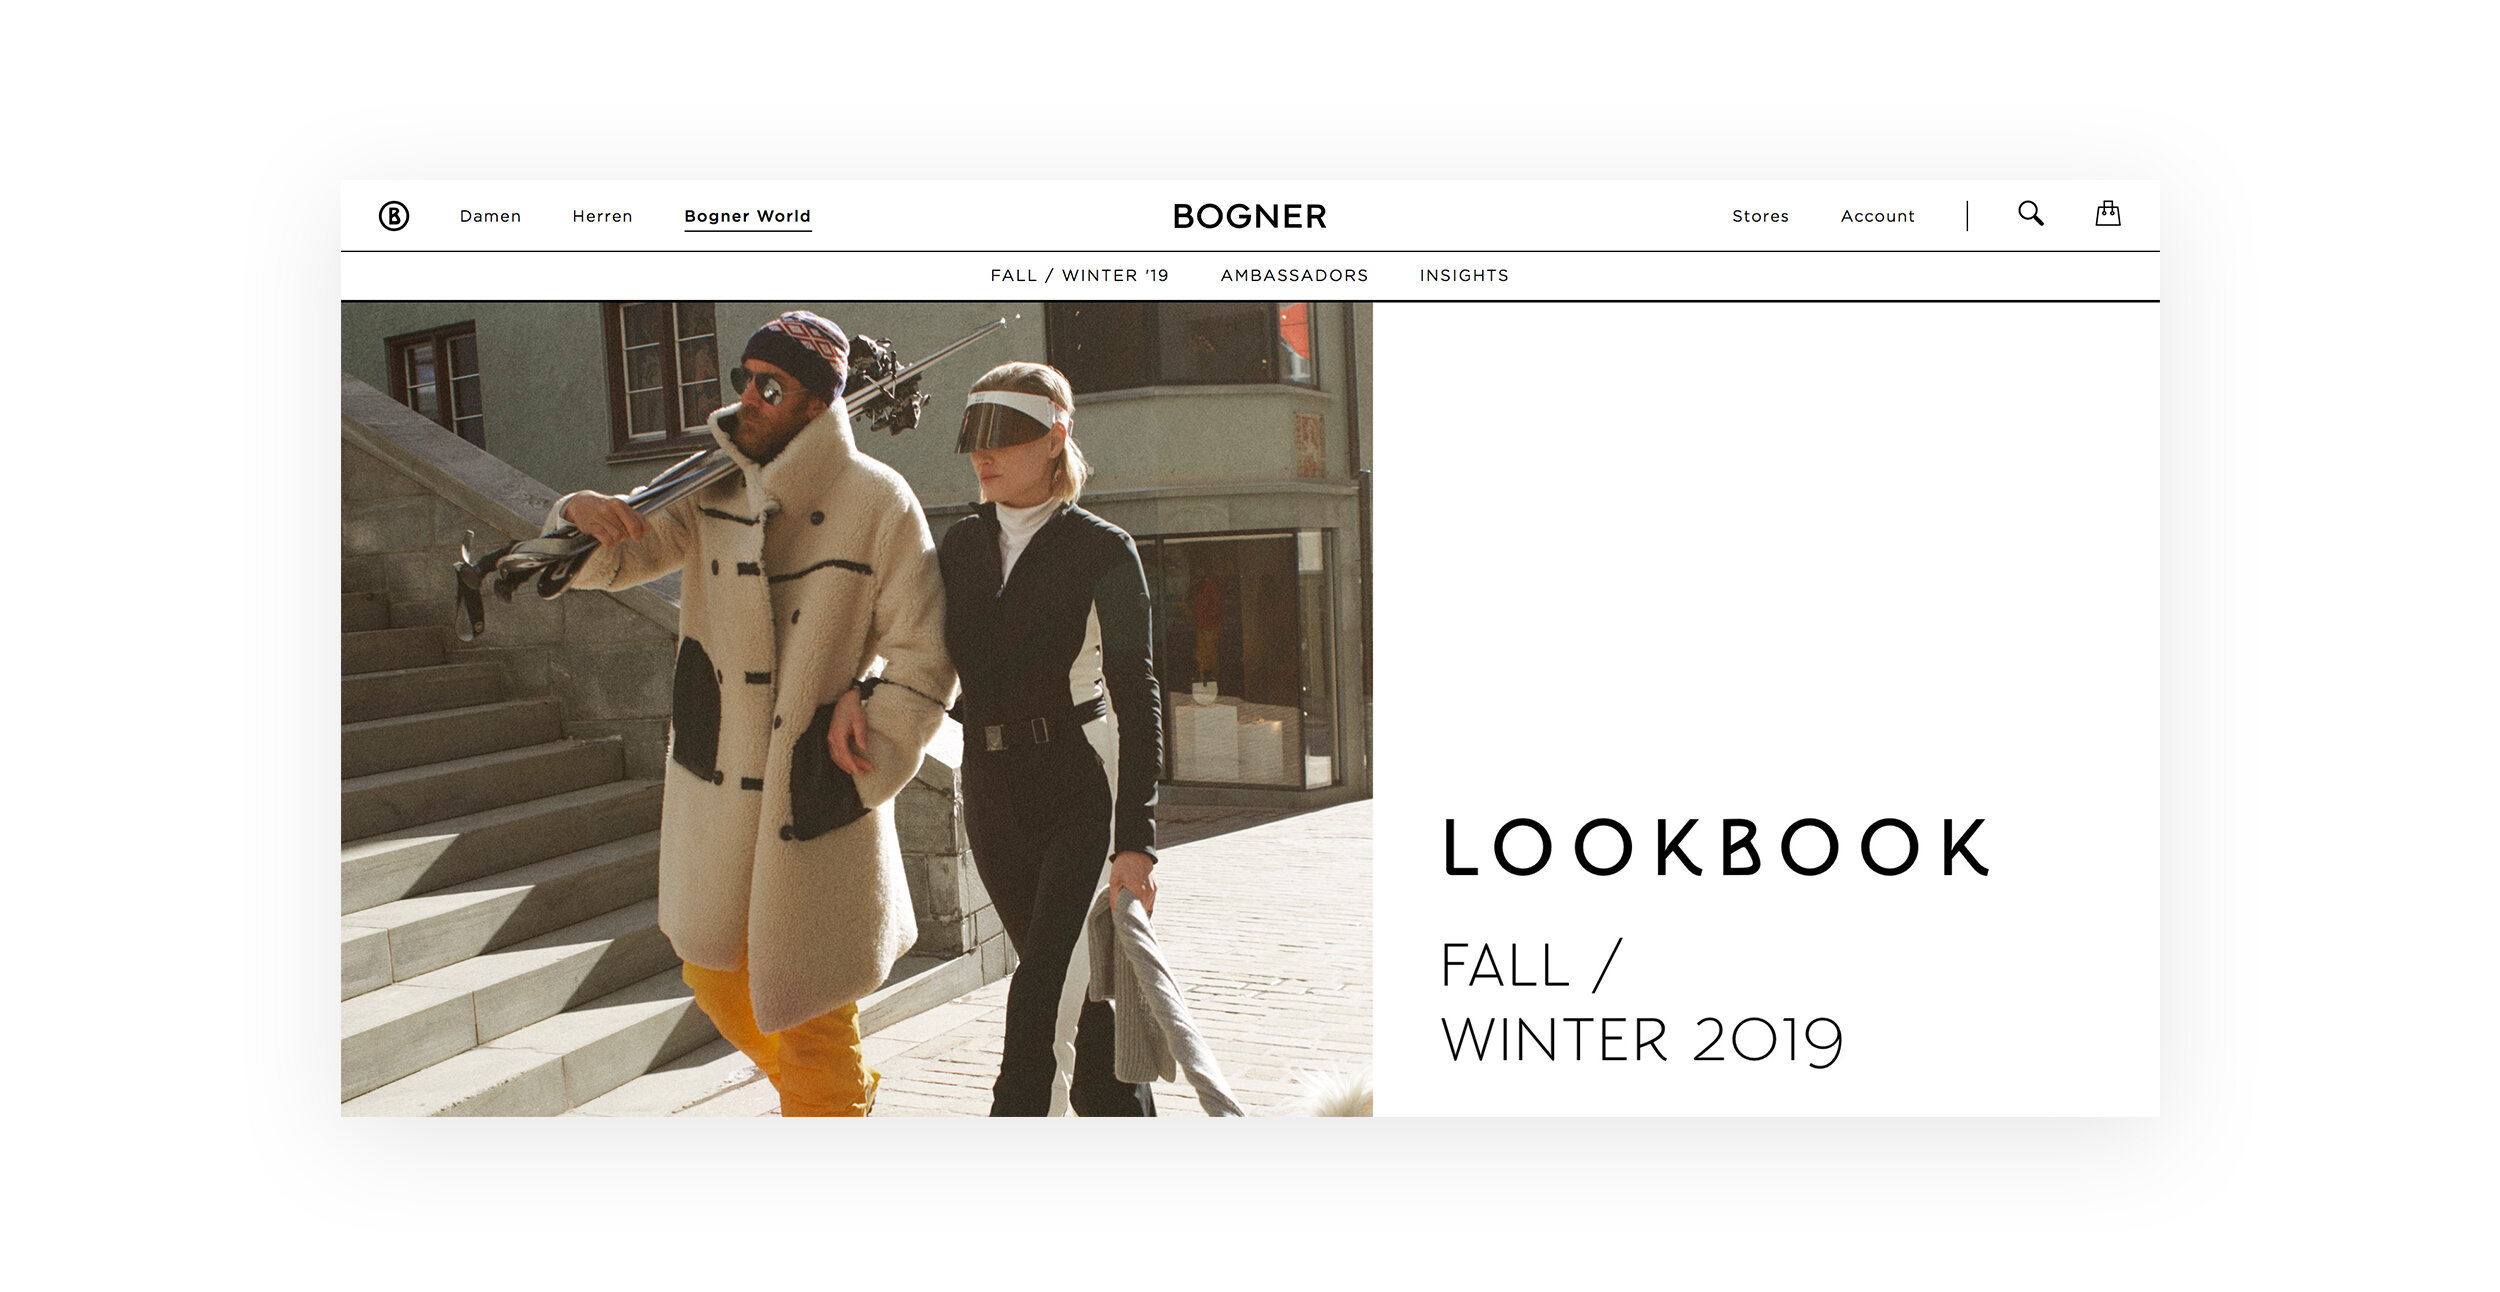 B Damen Herren Bogner World BOGNER Stores Account
FALL / WINTER '19 AMBASSADORS INSIGHTS
LOOKBOOK
FALL /
WINTER 2019